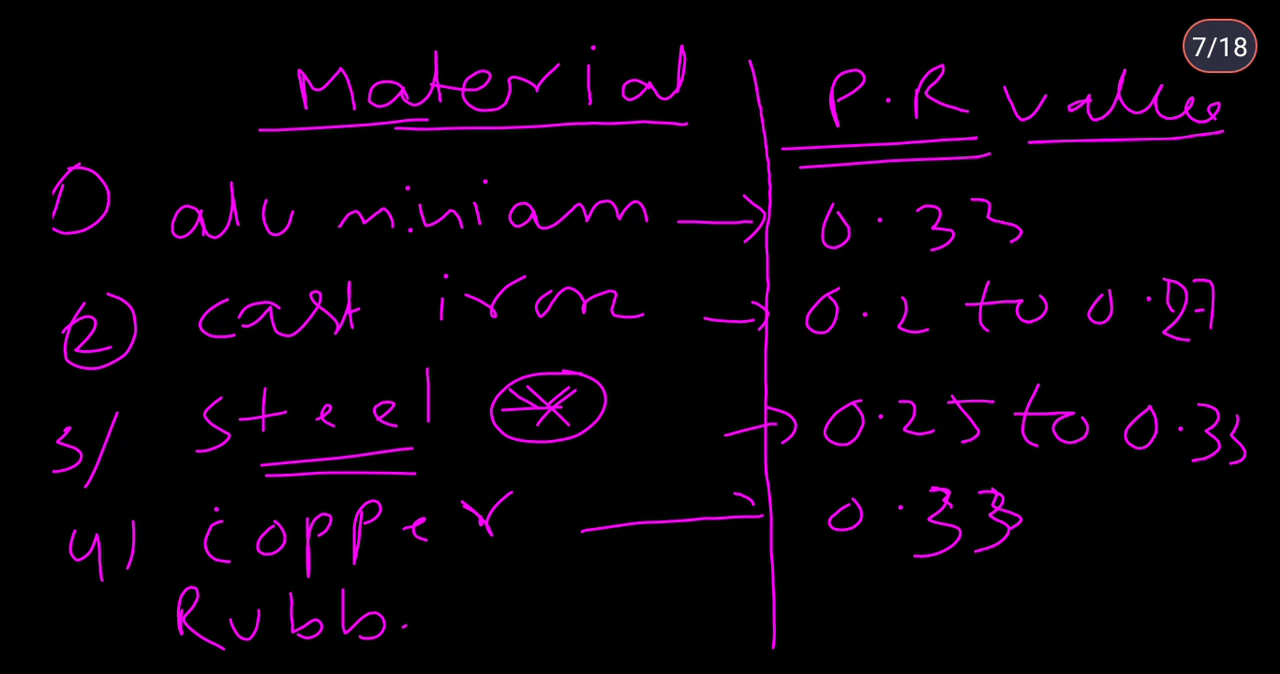 7/18
Material P.R value
1) aluminiam → 0.33
2) cast iron → 0.2 to 0.27
3/ steel → 0.25 to 0.33
4) copper → 0.33
Rubb.